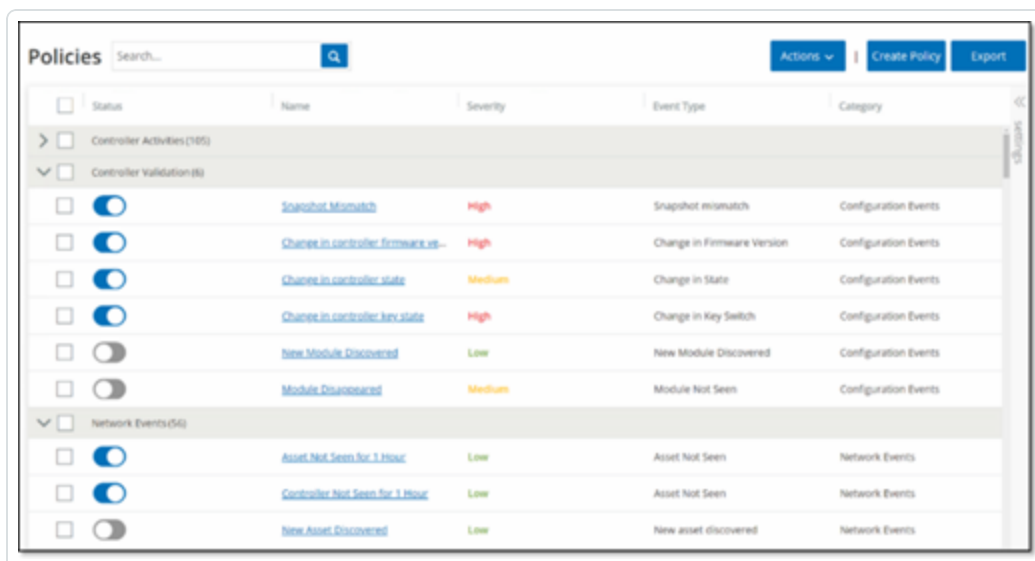 Policies Search... Actions | Create Policy Export
Status Name Severity Event Type Category
settings
Controller Activities (105)
Controller Validation (6)
Snapshot Mismatch High Snapshot mismatch Configuration Events
Change in controller firmware ve... High Change in Firmware Version Configuration Events
Change in controller state Medium Change in State Configuration Events
Change in controller key state High Change in Key Switch Configuration Events
New Module Discovered Low New Module Discovered Configuration Events
Module Disappeared Medium Module Not Seen Configuration Events
Network Events (56)
Asset Not Seen for 1 Hour Low Asset Not Seen Network Events
Controller Not Seen for 1 Hour Low Asset Not Seen Network Events
New Asset Discovered Low New asset discovered Network Events